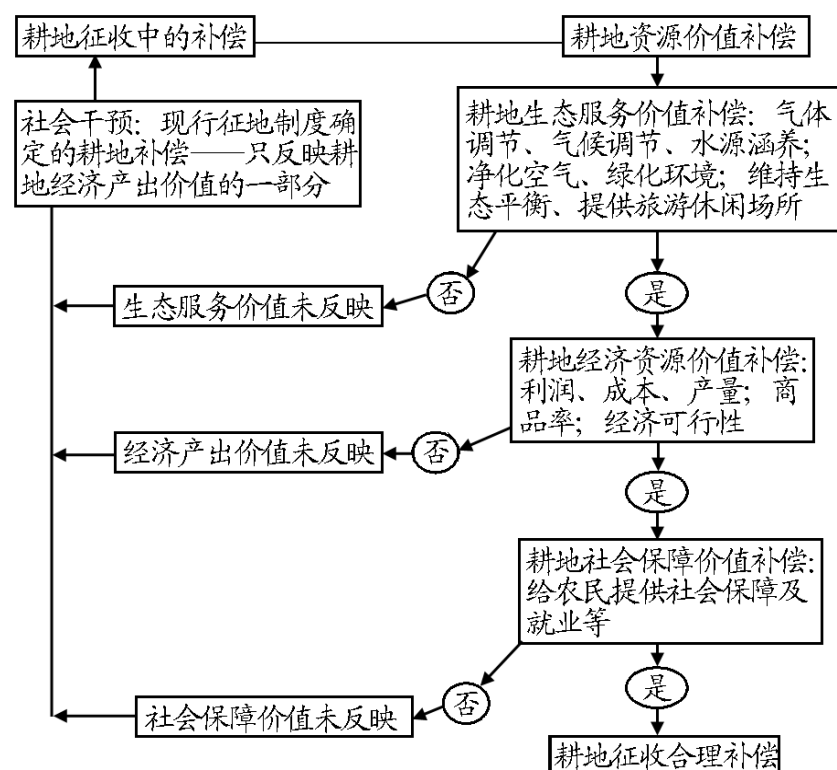 耕地征收中的补偿
耕地资源价值补偿
社会干预：现行征地制度确
定的耕地补偿——只反映耕
地经济产出价值的一部分
耕地生态服务价值补偿：气体
调节、气候调节、水源涵养；
净化空气、绿化环境；维持生
态平衡、提供旅游休闲场所
否
是
生态服务价值未反映
耕地经济资源价值补偿：
利润、成本、产量；商
品率；经济可行性
否
经济产出价值未反映
是
耕地社会保障价值补偿：
给农民提供社会保障及
就业等
否
是
社会保障价值未反映
耕地征收合理补偿